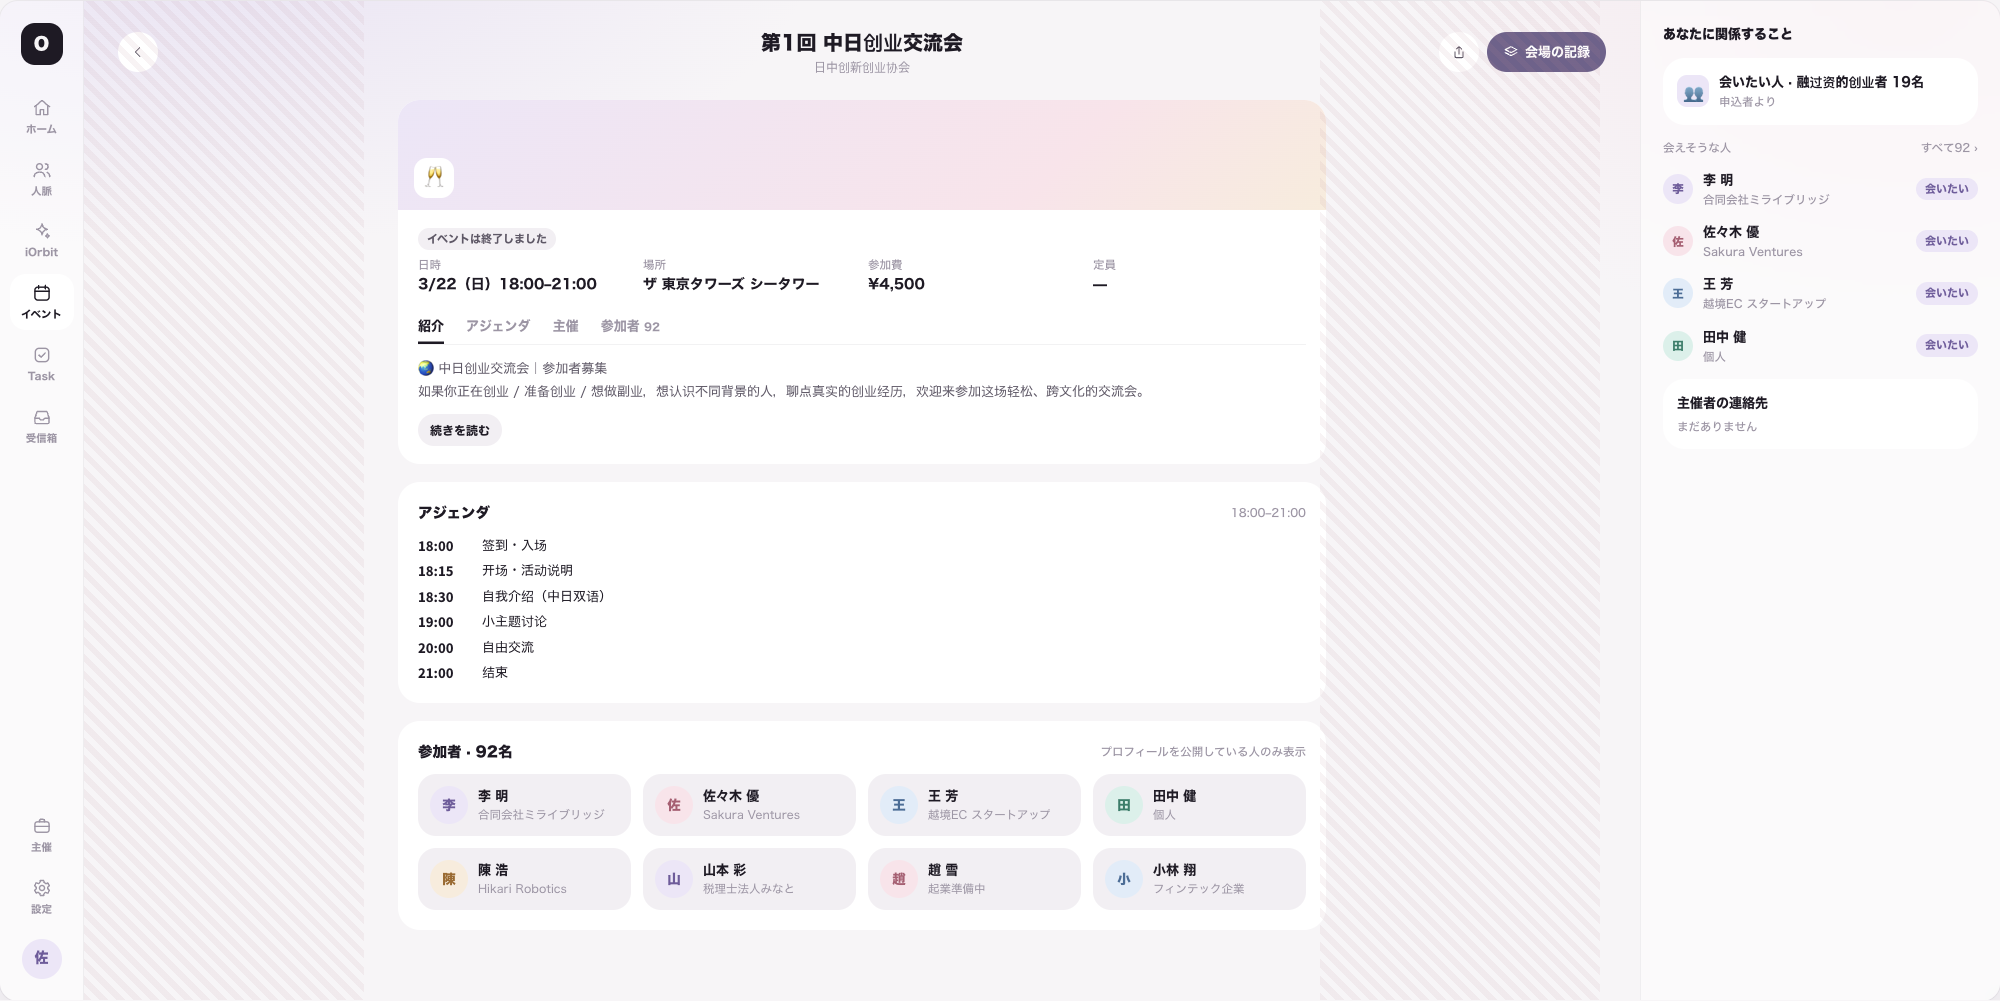 O
ホーム
人脈
iOrbit
イベント
Task
受信箱
主催
設定
佐
第1回 中日创业交流会
日中创新创业协会
会場の記録
イベントは終了しました
日時
3/22（日）18:00–21:00
場所
ザ 東京タワーズ シータワー
参加費
¥4,500
定員
—
紹介 アジェンダ 主催 参加者 92
中日创业交流会｜参加者募集
如果你正在创业 / 准备创业 / 想做副业，想认识不同背景的人，聊点真实的创业经历，欢迎来参加这场轻松、跨文化的交流会。
続きを読む
アジェンダ 18:00–21:00
18:00 签到・入场
18:15 开场・活动说明
18:30 自我介绍（中日双语）
19:00 小主题讨论
20:00 自由交流
21:00 结束
参加者 · 92名 プロフィールを公開している人のみ表示
李 李 明
合同会社ミライブリッジ
佐 佐々木 優
Sakura Ventures
王 王 芳
越境EC スタートアップ
田 田中 健
個人
陳 陳 浩
Hikari Robotics
山 山本 彩
税理士法人みなと
趙 趙 雪
起業準備中
小 小林 翔
フィンテック企業
あなたに関係すること
会いたい人 · 融过资的创业者 19名
申込者より
会えそうな人 すべて92 ›
李 李 明 会いたい
合同会社ミライブリッジ
佐 佐々木 優 会いたい
Sakura Ventures
王 王 芳 会いたい
越境EC スタートアップ
田 田中 健 会いたい
個人
主催者の連絡先
まだありません